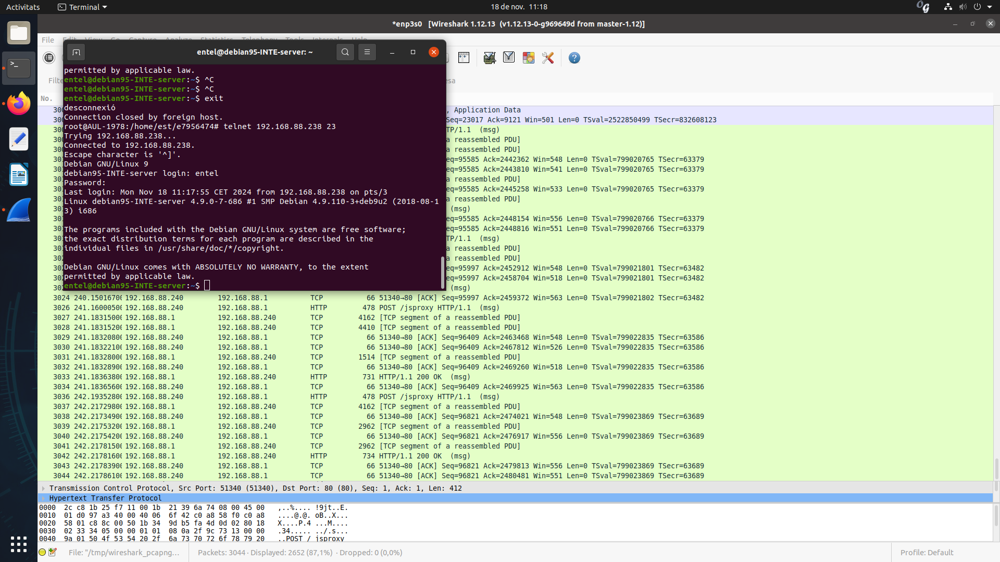 Activitats
Terminal
18 de nov. 11:18
*enp3s0 [Wireshark 1.12.13 (v1.12.13-0-g969649d from master-1.12)]
File Edit View Go Capture Analyze Statistics Telephony Tools Internals Help
entel@debian95-INTE-server: ~
permitted by applicable law.
entel@debian95-INTE-server:~$ ^C
entel@debian95-INTE-server:~$ ^C
entel@debian95-INTE-server:~$ exit
desconnexió
Connection closed by foreign host.
root@AUL-1978:/home/est/e7956474# telnet 192.168.88.238 23
Trying 192.168.88.238...
Connected to 192.168.88.238.
Escape character is '^]'.
Debian GNU/Linux 9
debian95-INTE-server login: entel
Password:
Last login: Mon Nov 18 11:17:55 CET 2024 from 192.168.88.238 on pts/3
Linux debian95-INTE-server 4.9.0-7-686 #1 SMP Debian 4.9.110-3+deb9u2 (2018-08-1
3) i686
The programs included with the Debian GNU/Linux system are free software;
the exact distribution terms for each program are described in the
individual files in /usr/share/doc/*/copyright.
Debian GNU/Linux comes with ABSOLUTELY NO WARRANTY, to the extent
permitted by applicable law.
entel@debian95-INTE-server:~$
Filte
esa
No.
, Application Data
Seq=23017 Ack=9121 Win=501 Len=0 TSval=2522850499 TSecr=832608123
TP/1.1 (msg)
a reassembled PDU]
a reassembled PDU]
eq=95585 Ack=2442362 Win=548 Len=0 TSval=799020765 TSecr=63379
eq=95585 Ack=2443810 Win=541 Len=0 TSval=799020765 TSecr=63379
a reassembled PDU]
eq=95585 Ack=2445258 Win=533 Len=0 TSval=799020765 TSecr=63379
a reassembled PDU]
(msg)
eq=95585 Ack=2448154 Win=556 Len=0 TSval=799020766 TSecr=63379
eq=95585 Ack=2448816 Win=551 Len=0 TSval=799020766 TSecr=63379
TP/1.1 (msg)
a reassembled PDU]
a reassembled PDU]
eq=95997 Ack=2452912 Win=548 Len=0 TSval=799021801 TSecr=63482
eq=95997 Ack=2458704 Win=518 Len=0 TSval=799021801 TSecr=63482
(msg)
3024 240.15016700 192.168.88.240 192.168.88.1 TCP 66 51340→80 [ACK] Seq=95997 Ack=2459372 Win=563 Len=0 TSval=799021802 TSecr=63482
3026 241.16000500 192.168.88.240 192.168.88.1 HTTP 478 POST /jsproxy HTTP/1.1 (msg)
3027 241.18315000 192.168.88.1 192.168.88.240 TCP 4162 [TCP segment of a reassembled PDU]
3028 241.18315200 192.168.88.1 192.168.88.240 TCP 4410 [TCP segment of a reassembled PDU]
3029 241.18320800 192.168.88.240 192.168.88.1 TCP 66 51340→80 [ACK] Seq=96409 Ack=2463468 Win=548 Len=0 TSval=799022835 TSecr=63586
3030 241.18322100 192.168.88.240 192.168.88.1 TCP 66 51340→80 [ACK] Seq=96409 Ack=2467812 Win=526 Len=0 TSval=799022835 TSecr=63586
3031 241.18328000 192.168.88.1 192.168.88.240 TCP 1514 [TCP segment of a reassembled PDU]
3032 241.18328900 192.168.88.240 192.168.88.1 TCP 66 51340→80 [ACK] Seq=96409 Ack=2469260 Win=518 Len=0 TSval=799022835 TSecr=63586
3033 241.18363800 192.168.88.1 192.168.88.240 HTTP 731 HTTP/1.1 200 OK (msg)
3034 241.18365600 192.168.88.240 192.168.88.1 TCP 66 51340→80 [ACK] Seq=96409 Ack=2469925 Win=563 Len=0 TSval=799022835 TSecr=63586
3036 242.19352800 192.168.88.240 192.168.88.1 HTTP 478 POST /jsproxy HTTP/1.1 (msg)
3037 242.21729800 192.168.88.1 192.168.88.240 TCP 4162 [TCP segment of a reassembled PDU]
3038 242.21734900 192.168.88.240 192.168.88.1 TCP 66 51340→80 [ACK] Seq=96821 Ack=2474021 Win=548 Len=0 TSval=799023869 TSecr=63689
3039 242.21753200 192.168.88.1 192.168.88.240 TCP 2962 [TCP segment of a reassembled PDU]
3040 242.21754200 192.168.88.240 192.168.88.1 TCP 66 51340→80 [ACK] Seq=96821 Ack=2476917 Win=556 Len=0 TSval=799023869 TSecr=63689
3041 242.21781500 192.168.88.1 192.168.88.240 TCP 2962 [TCP segment of a reassembled PDU]
3042 242.21781600 192.168.88.1 192.168.88.240 HTTP 734 HTTP/1.1 200 OK (msg)
3043 242.21783900 192.168.88.240 192.168.88.1 TCP 66 51340→80 [ACK] Seq=96821 Ack=2479813 Win=556 Len=0 TSval=799023869 TSecr=63689
3044 242.21786100 192.168.88.240 192.168.88.1 TCP 66 51340→80 [ACK] Seq=96821 Ack=2480481 Win=551 Len=0 TSval=799023869 TSecr=63689
Transmission Control Protocol, Src Port: 51340 (51340), Dst Port: 80 (80), Seq: 1, Ack: 1, Len: 412
Hypertext Transfer Protocol
0000 2c c8 1b 25 f7 11 00 1b 21 39 6a 74 08 00 45 00 ,..%.... !9jt..E.
0010 01 d0 97 a3 40 00 40 06 6f 42 c0 a8 58 f0 c0 a8 ....@.@. oB..X...
0020 58 01 c8 8c 00 50 1b 34 9d b5 fa 4d 0d 02 80 18 X....P.4 ...M....
0030 02 33 34 05 00 00 01 01 08 0a 2f 9c 73 13 00 00 .34..... ../.s...
0040 9a 01 50 4f 53 54 20 2f 6a 73 70 72 6f 78 79 20 ..POST / jsproxy
File: "/tmp/wireshark_pcapng… Packets: 3044 · Displayed: 2652 (87,1%) · Dropped: 0 (0,0%) Profile: Default